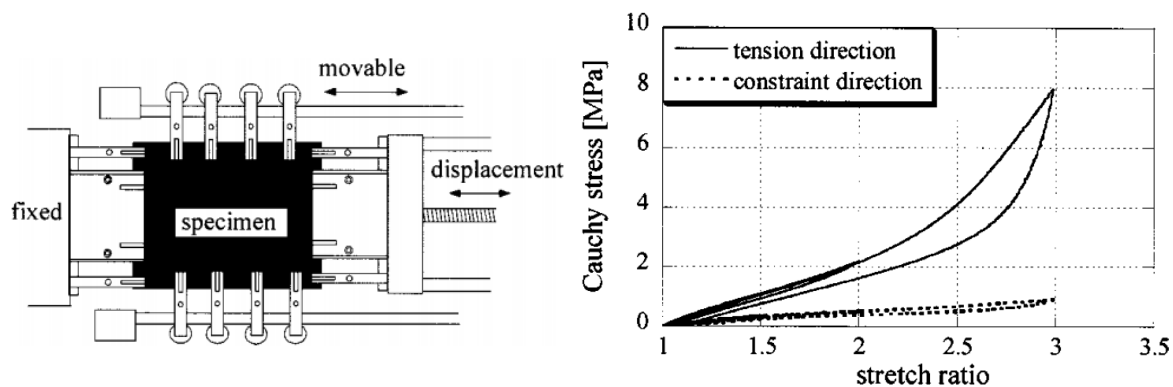 movable
displacement
fixed
specimen
tension direction
constraint direction
Cauchy stress [MPa]
10
8
6
4
2
0
1
1.5
2
2.5
3
3.5
stretch ratio